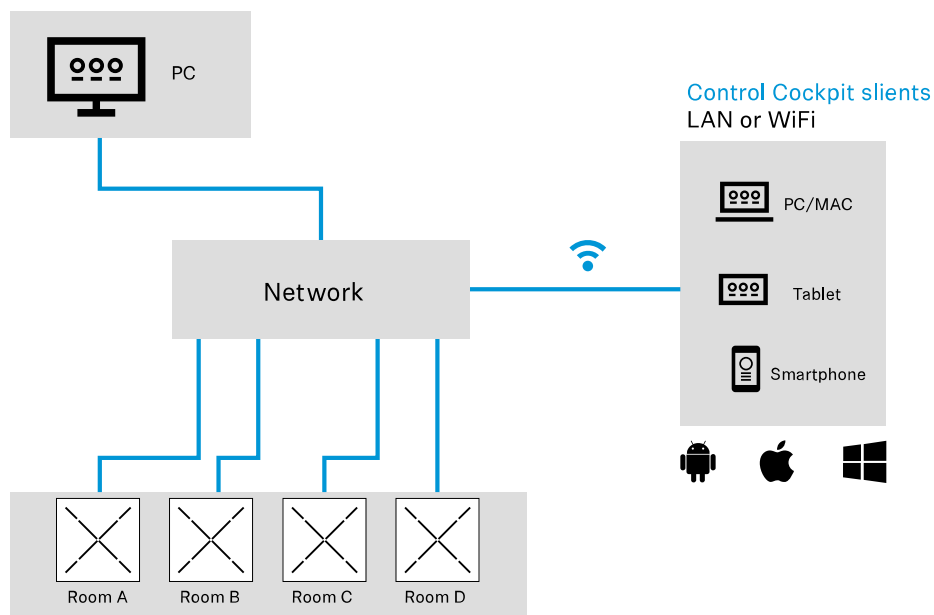 PC
Control Cockpit slients
LAN or WiFi
PC/MAC
Network
Tablet
Smartphone
Room A
Room B
Room C
Room D